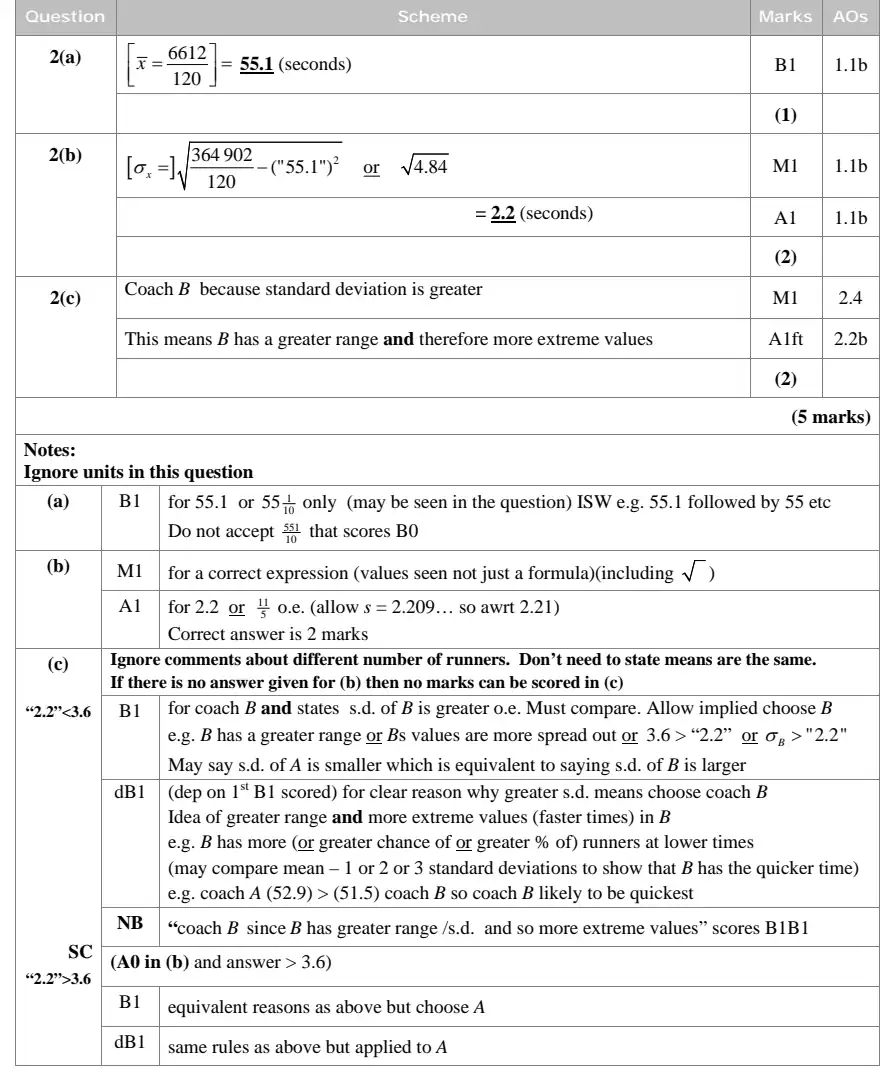 Question Scheme Marks AOs
2(a) [x̄ = 6612/120] = 55.1 (seconds) B1 1.1b
(1)
2(b) [σₓ =]√(364 902/120 − ("55.1")²) or √4.84 M1 1.1b
= 2.2 (seconds) A1 1.1b
(2)
2(c) Coach B because standard deviation is greater M1 2.4
This means B has a greater range and therefore more extreme values A1ft 2.2b
(2)
(5 marks)
Notes:
Ignore units in this question
(a) B1 for 55.1 or 55 1/10 only (may be seen in the question) ISW e.g. 55.1 followed by 55 etc
Do not accept 551/10 that scores B0
(b) M1 for a correct expression (values seen not just a formula)(including √ )
A1 for 2.2 or 11/5 o.e. (allow s = 2.209… so awrt 2.21)
Correct answer is 2 marks
(c) Ignore comments about different number of runners. Don't need to state means are the same.
If there is no answer given for (b) then no marks can be scored in (c)
“2.2”<3.6 B1 for coach B and states s.d. of B is greater o.e. Must compare. Allow implied choose B
e.g. B has a greater range or Bs values are more spread out or 3.6 > “2.2” or σ_B > "2.2"
May say s.d. of A is smaller which is equivalent to saying s.d. of B is larger
dB1 (dep on 1st B1 scored) for clear reason why greater s.d. means choose coach B
Idea of greater range and more extreme values (faster times) in B
e.g. B has more (or greater chance of or greater % of) runners at lower times
(may compare mean – 1 or 2 or 3 standard deviations to show that B has the quicker time)
e.g. coach A (52.9) > (51.5) coach B so coach B likely to be quickest
NB “coach B since B has greater range /s.d. and so more extreme values” scores B1B1
SC (A0 in (b) and answer > 3.6)
“2.2”>3.6
B1 equivalent reasons as above but choose A
dB1 same rules as above but applied to A